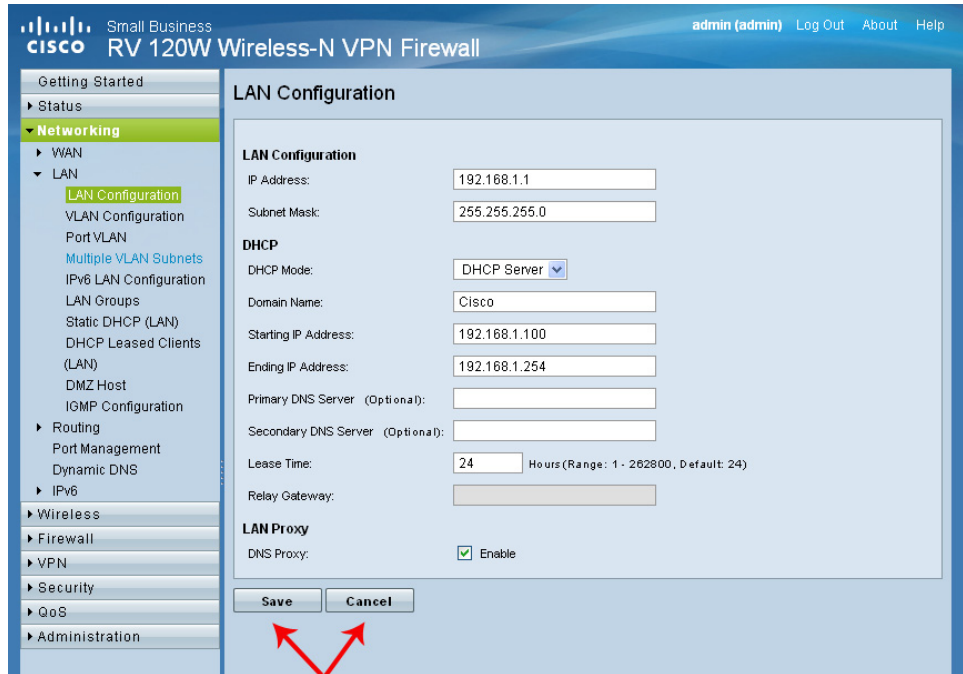 Small Business
CISCO RV 120W Wireless-N VPN Firewall
admin (admin) Log Out About Help
Getting Started
Status
Networking
WAN
LAN
LAN Configuration
VLAN Configuration
Port VLAN
Multiple VLAN Subnets
IPv6 LAN Configuration
LAN Groups
Static DHCP (LAN)
DHCP Leased Clients
(LAN)
DMZ Host
IGMP Configuration
Routing
Port Management
Dynamic DNS
IPv6
Wireless
Firewall
VPN
Security
QoS
Administration
LAN Configuration
LAN Configuration
IP Address: 192.168.1.1
Subnet Mask: 255.255.255.0
DHCP
DHCP Mode: DHCP Server
Domain Name: Cisco
Starting IP Address: 192.168.1.100
Ending IP Address: 192.168.1.254
Primary DNS Server (Optional):
Secondary DNS Server (Optional):
Lease Time: 24 Hours (Range: 1 - 262800, Default: 24)
Relay Gateway:
LAN Proxy
DNS Proxy: Enable
Save Cancel